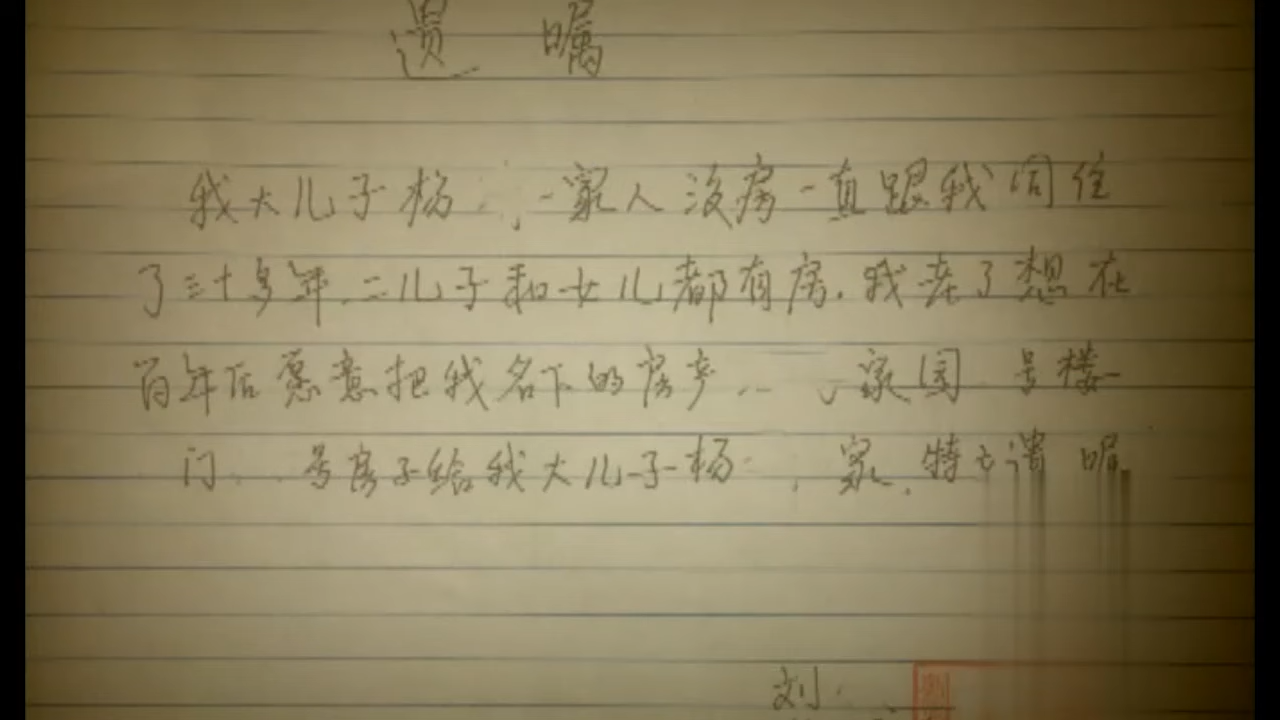 遗嘱
我大儿子杨 一家人没房一直跟我同住
了三十多年.二儿子和女儿都有房.我老了想在
百年后愿意把我名下的房产 家园 号楼
门 号房子给我大儿子杨 家.特立遗嘱
刘